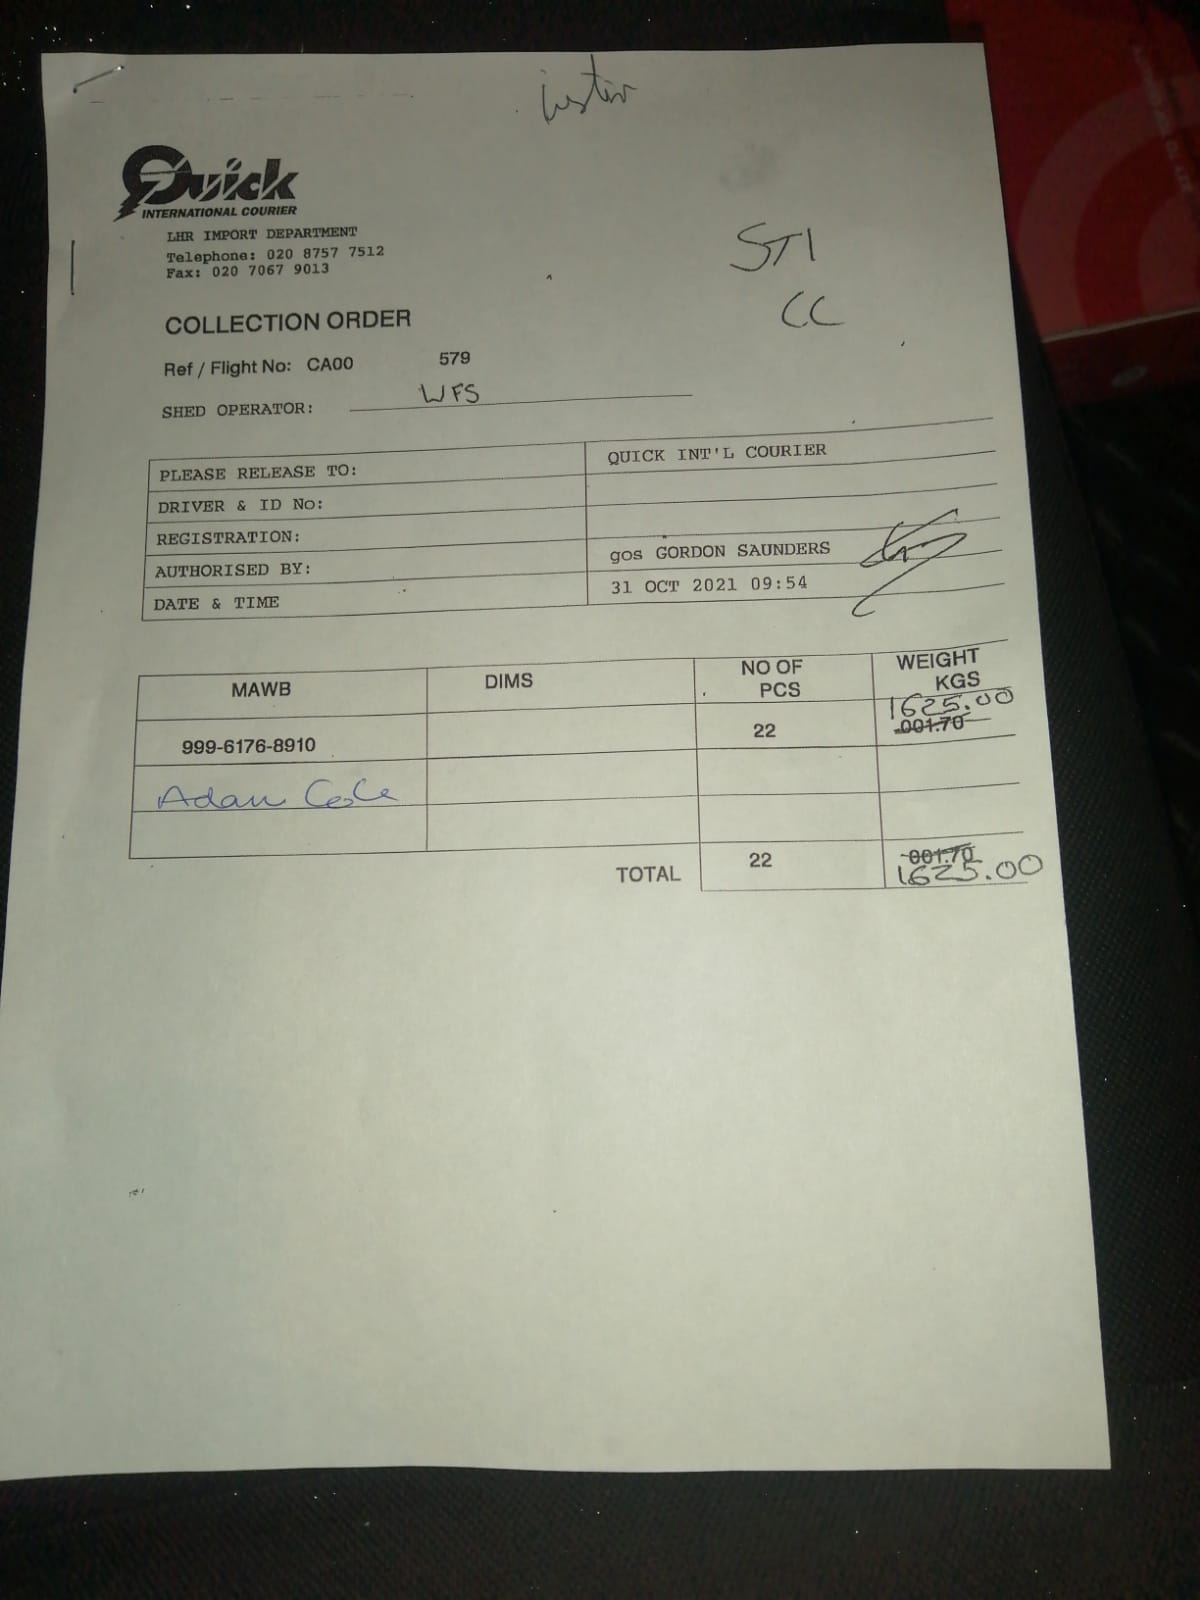 Quick
INTERNATIONAL COURIER
LHR IMPORT DEPARTMENT
Telephone: 020 8757 7512
Fax: 020 7067 9013
STI
CC
COLLECTION ORDER
Ref / Flight No: CA00 579
SHED OPERATOR: WFS
PLEASE RELEASE TO: QUICK INT'L COURIER
DRIVER & ID No:
REGISTRATION:
AUTHORISED BY: gos GORDON SAUNDERS
DATE & TIME 31 OCT 2021 09:54
MAWB DIMS NO OF PCS WEIGHT KGS
1625.00
999-6176-8910 22 001.70
Adam Cole
TOTAL 22 001.70
1625.00